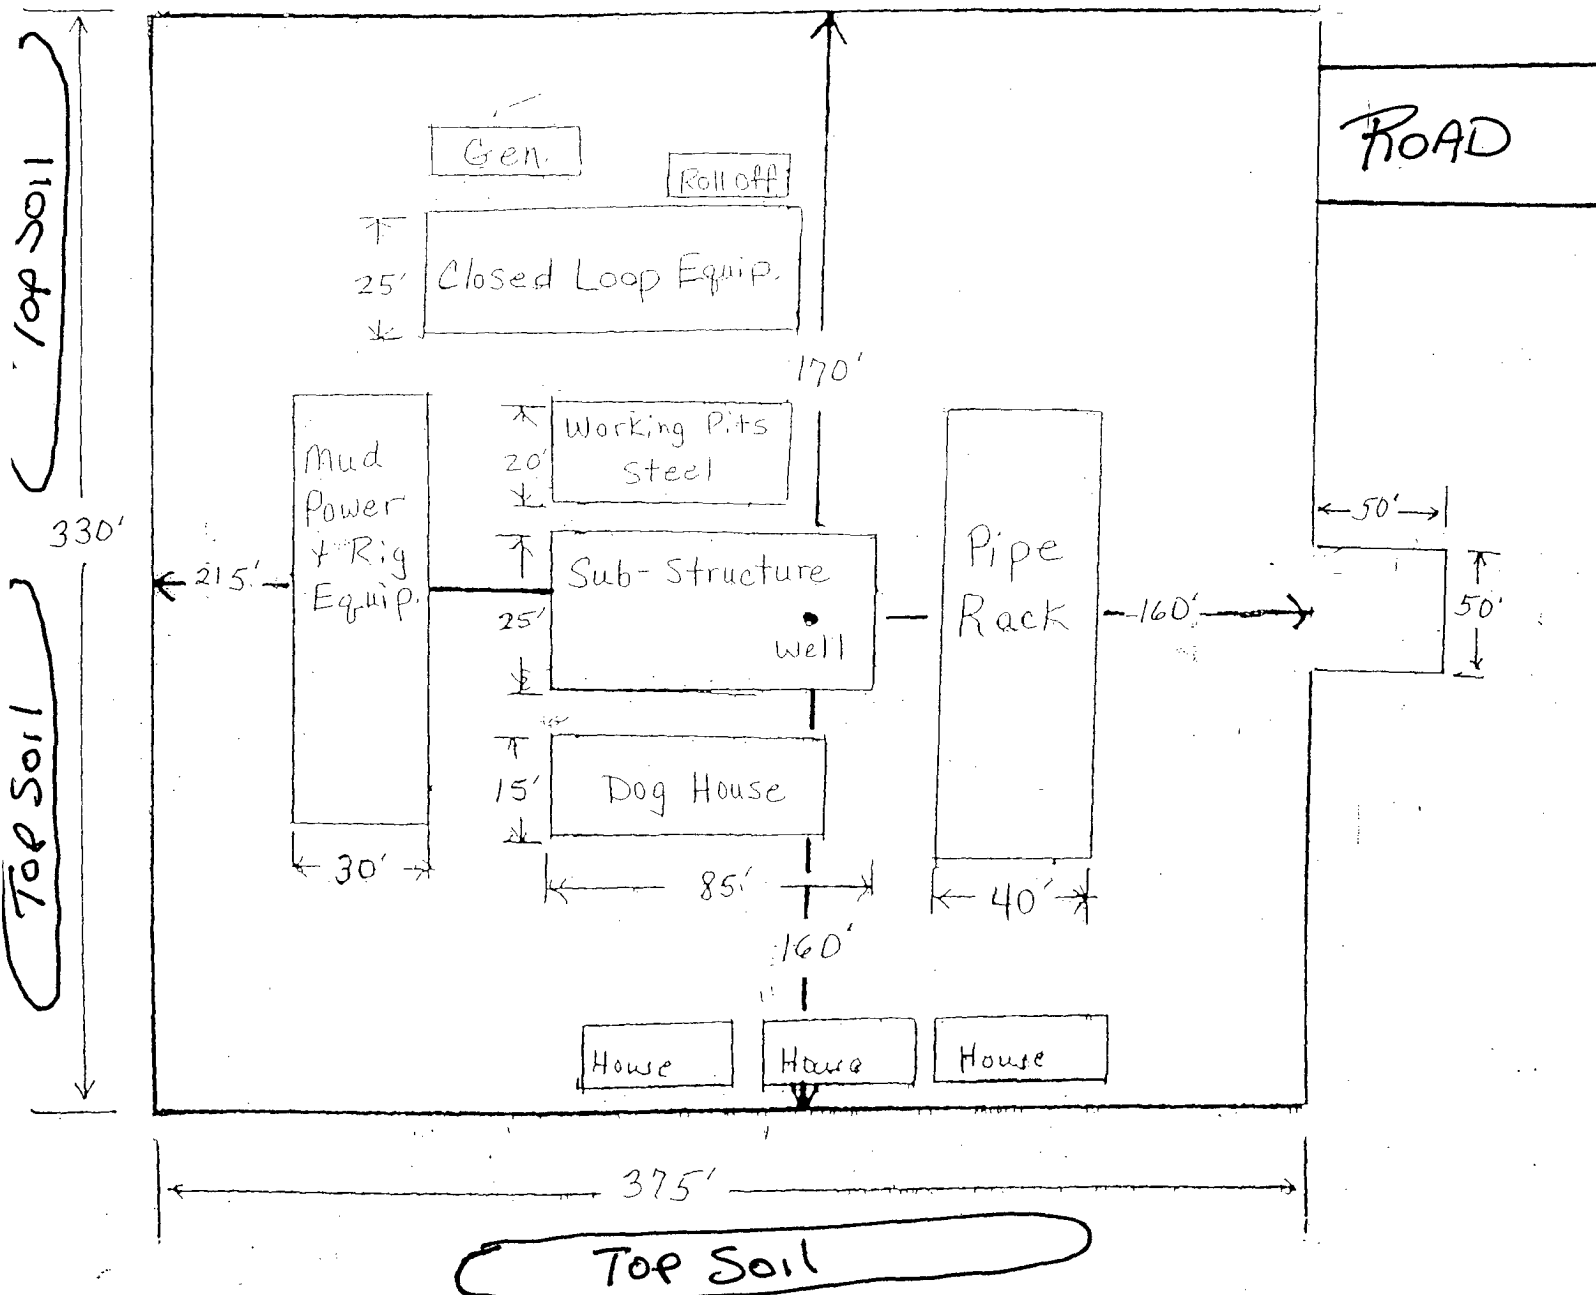 Top Soil
ROAD
Gen.
Roll off
25'
Closed Loop Equip.
170'
Mud
Power
+ Rig
Equip.
20'
Working Pits
Steel
330'
215'
25'
Sub-Structure
Well
Pipe
Rack
160'
50'
50'
Top Soil
15'
Dog House
30'
85'
40'
160'
House
House
House
375'
Top Soil